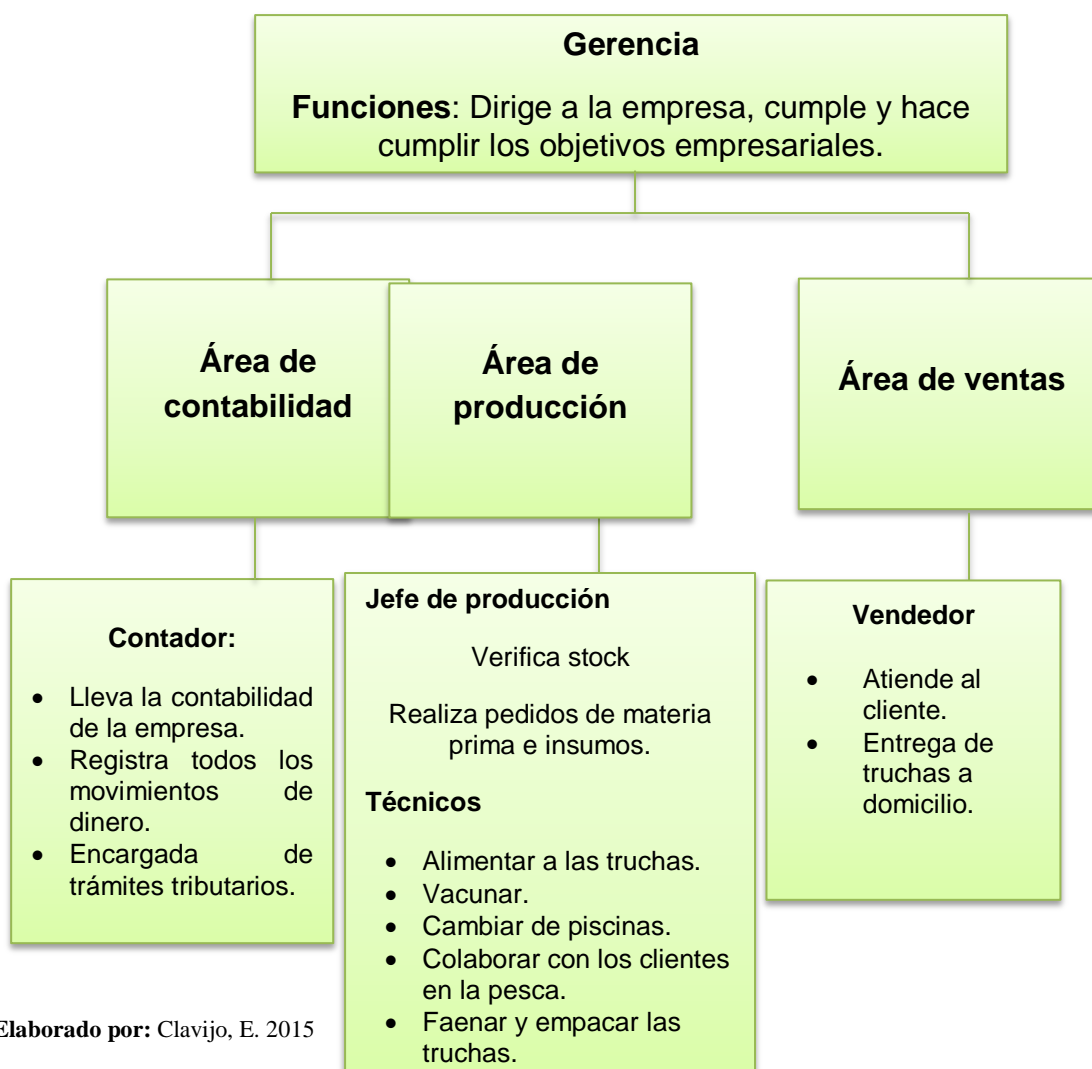 Gerencia
Funciones: Dirige a la empresa, cumple y hace
cumplir los objetivos empresariales.
Área de
contabilidad
Área de
producción
Área de ventas
Contador:
• Lleva la contabilidad
de la empresa.
• Registra todos los
movimientos de
dinero.
• Encargada de
trámites tributarios.
Jefe de producción
Verifica stock
Realiza pedidos de materia
prima e insumos.
Técnicos
• Alimentar a las truchas.
• Vacunar.
• Cambiar de piscinas.
• Colaborar con los clientes
en la pesca.
• Faenar y empacar las
truchas.
Vendedor
• Atiende al
cliente.
• Entrega de
truchas a
domicilio.
Elaborado por: Clavijo, E. 2015